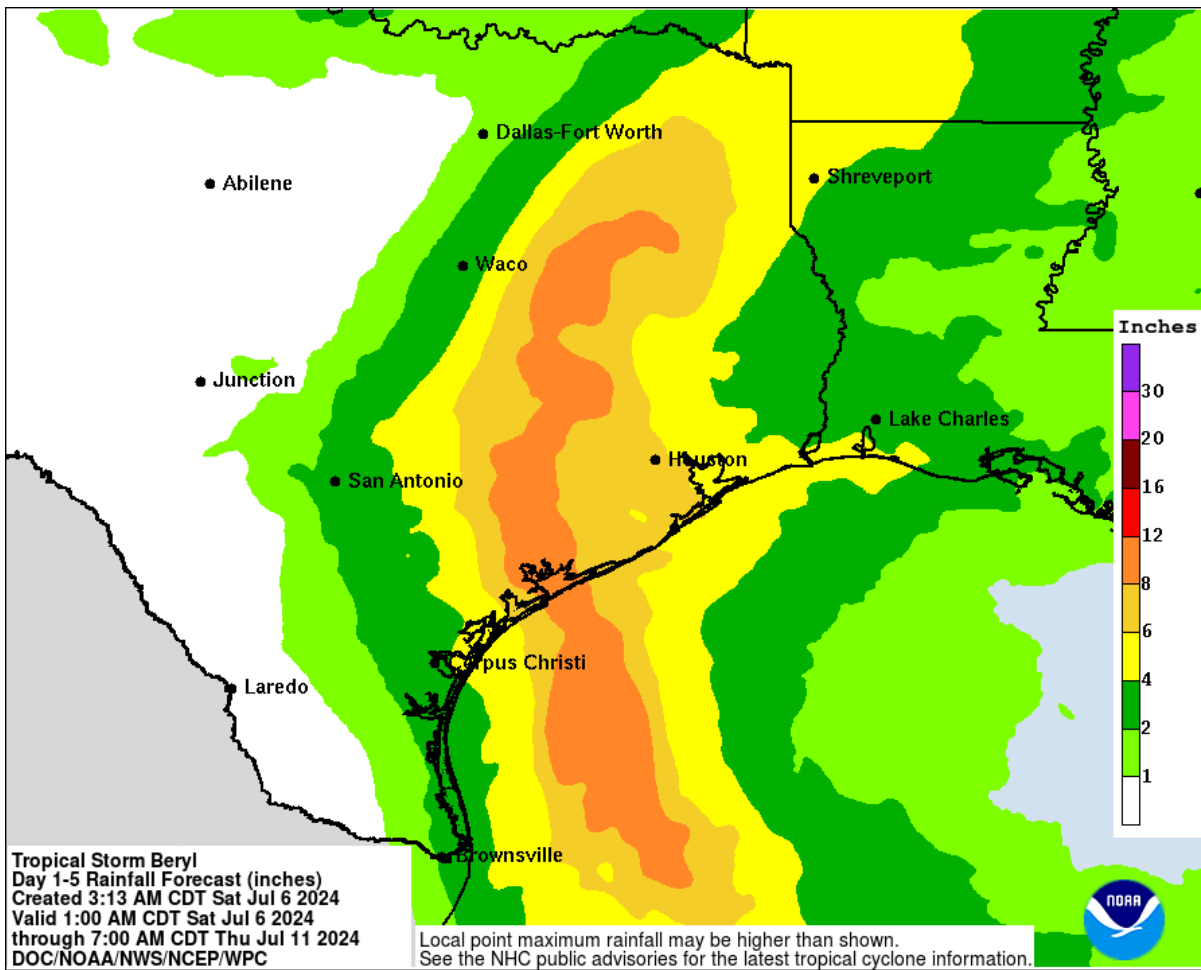 Dallas-Fort Worth
Abilene
Shreveport
Waco
Inches
Junction
30
Lake Charles
20
Houston
San Antonio
16
12
8
6
Corpus Christi
4
Laredo
2
1
Brownsville
Tropical Storm Beryl
Day 1-5 Rainfall Forecast (inches)
Created 3:13 AM CDT Sat Jul 6 2024
Valid 1:00 AM CDT Sat Jul 6 2024
through 7:00 AM CDT Thu Jul 11 2024
DOC/NOAA/NWS/NCEP/WPC
Local point maximum rainfall may be higher than shown.
See the NHC public advisories for the latest tropical cyclone information.
NOAA